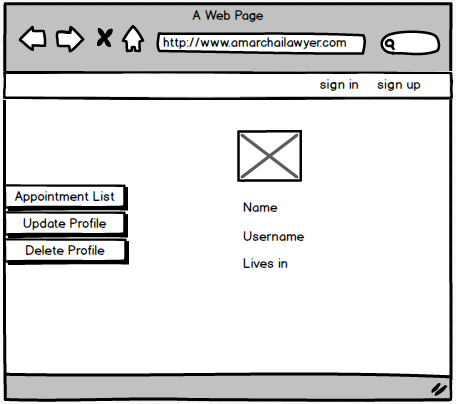 A Web Page
http://www.amarchailawyer.com
sign in sign up
Name
Appointment List
Update Profile
Username
Delete Profile
Lives in